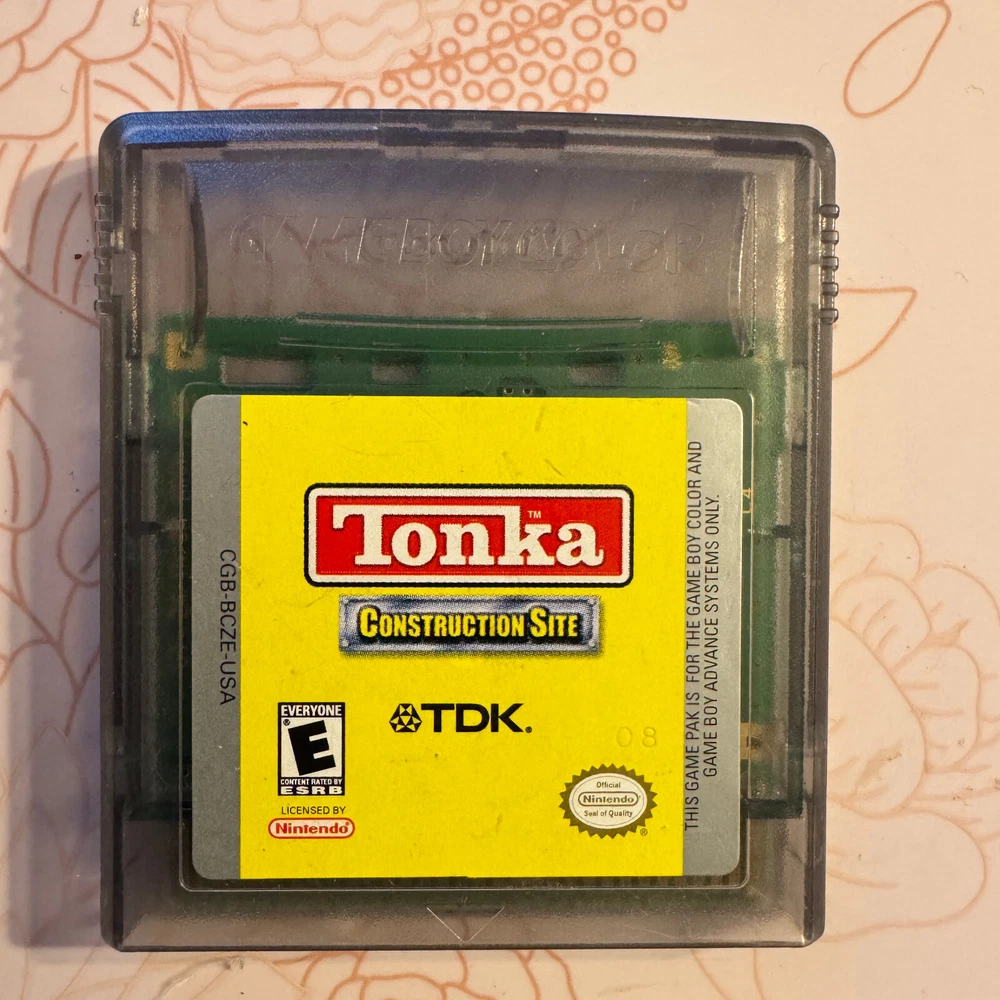 GAME BOY COLOR
Tonka™
CONSTRUCTION SITE
CGB-BCZE-USA
EVERYONE
E®
CONTENT RATED BY
ESRB
TDK®
08
LICENSED BY
Nintendo®
Official
Nintendo
Seal of Quality®
THIS GAME PAK IS FOR THE GAME BOY COLOR AND
GAME BOY ADVANCE SYSTEMS ONLY.
C4